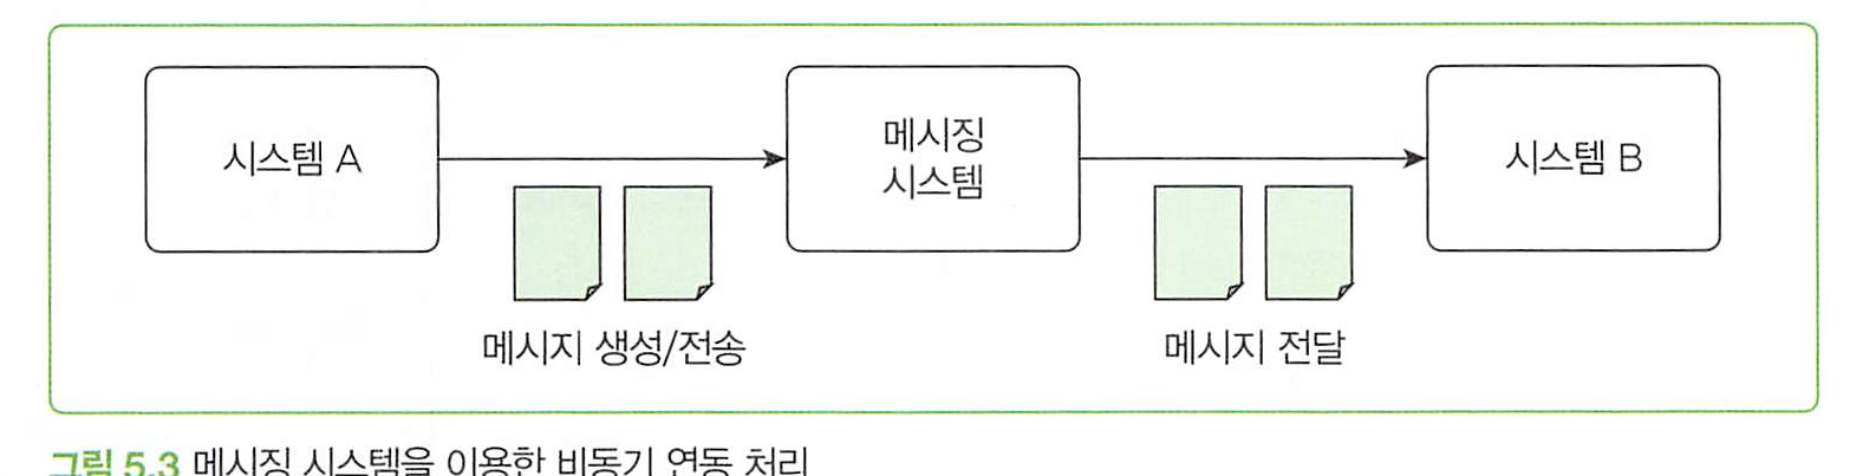 시스템 A
메시징
시스템
시스템 B
메시지 생성/전송
메시지 전달
그림 5.3 메시징 시스템을 이용한 비동기 연동 처리